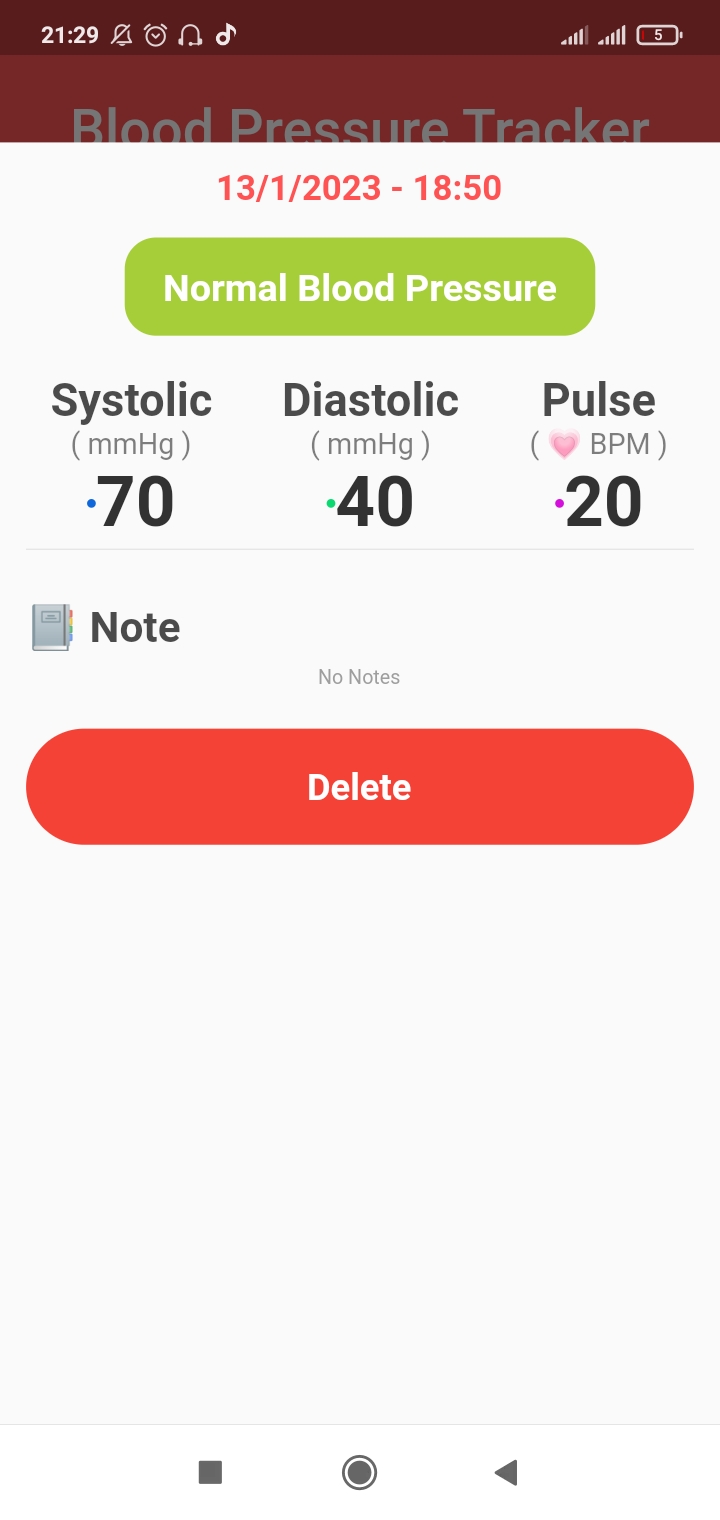 21:29 5
Blood Pressure Tracker
13/1/2023 - 18:50
Normal Blood Pressure
Systolic Diastolic Pulse
( mmHg ) ( mmHg ) ( 💗 BPM )
70 40 20
Note
No Notes
Delete